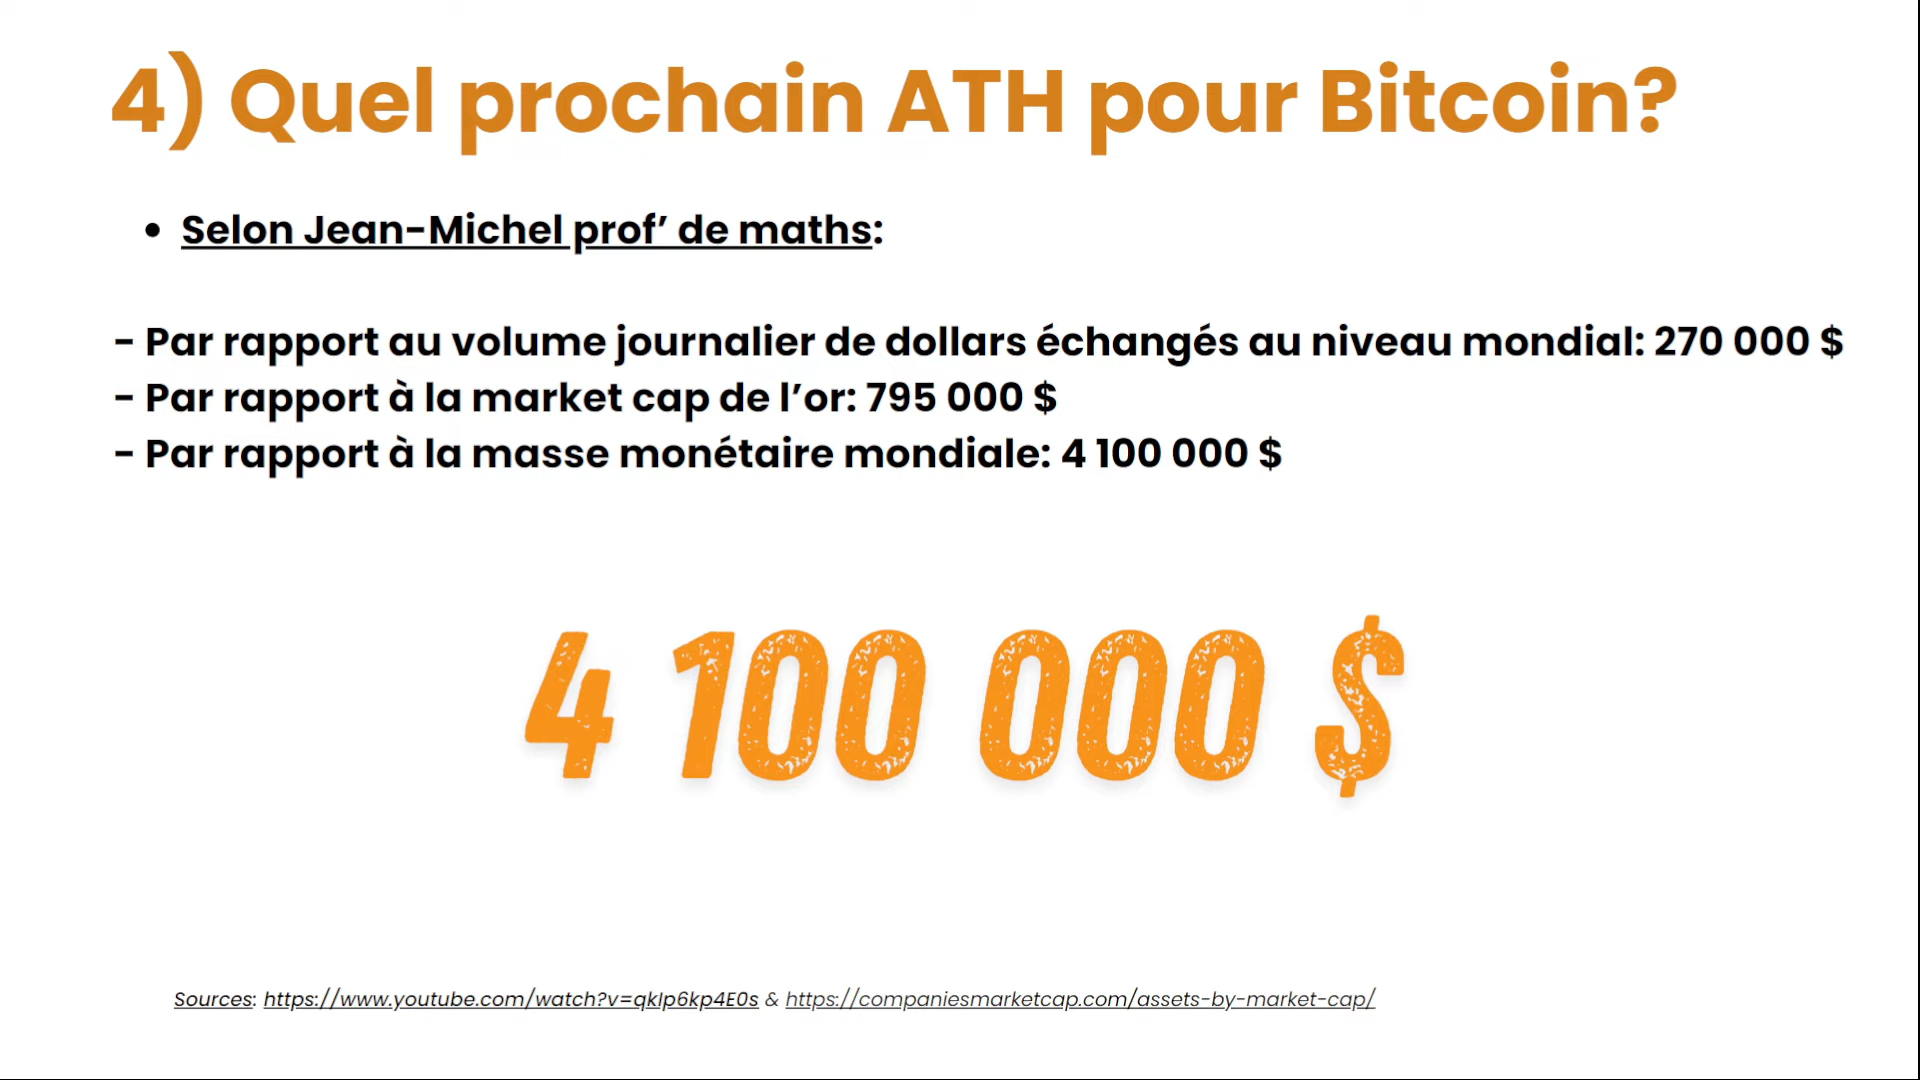 4) Quel prochain ATH pour Bitcoin?
• Selon Jean-Michel prof’ de maths:
- Par rapport au volume journalier de dollars échangés au niveau mondial: 270 000 $
- Par rapport à la market cap de l’or: 795 000 $
- Par rapport à la masse monétaire mondiale: 4 100 000 $
4 100 000 $
Sources: https://www.youtube.com/watch?v=qkIp6kp4E0s & https://companiesmarketcap.com/assets-by-market-cap/